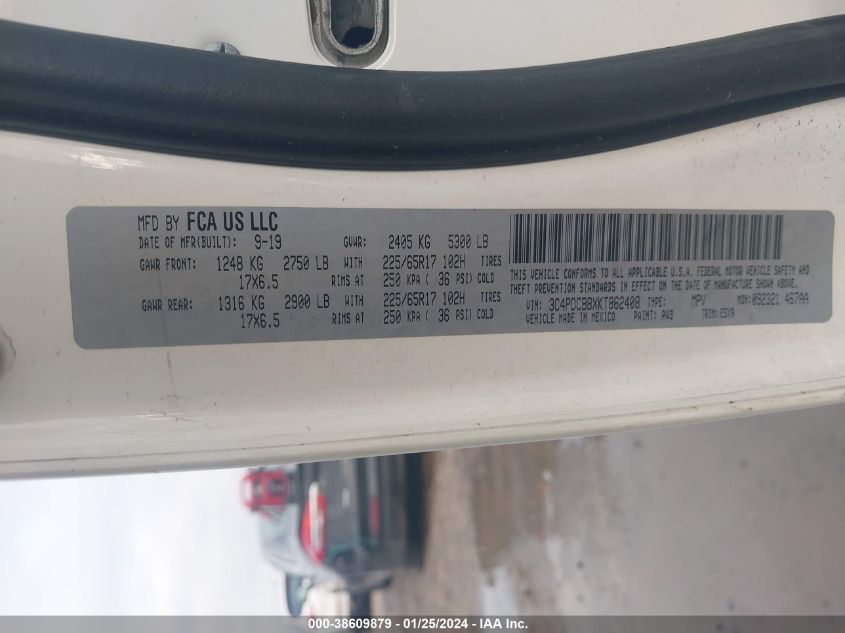 MFD BY FCA US LLC
DATE OF MFR(BUILT): 9-19 GVWR: 2405 KG 5300 LB
GAWR FRONT: 1248 KG 2750 LB WITH 225/65R17 102H TIRES
17X6.5 RIMS AT 250 KPA ( 36 PSI) COLD
GAWR REAR: 1316 KG 2900 LB WITH 225/65R17 102H TIRES
17X6.5 RIMS AT 250 KPA ( 36 PSI) COLD
THIS VEHICLE CONFORMS TO ALL APPLICABLE U.S.A. FEDERAL MOTOR VEHICLE SAFETY AND
THEFT PREVENTION STANDARDS IN EFFECT ON THE DATE OF MANUFACTURE SHOWN ABOVE.
VIN: 3C4PDCBBXKT862408 TYPE: MPV MDH: 092321 467AA
VEHICLE MADE IN MEXICO PAINT: PW3 TRIM:
000-38609879 - 01/25/2024 - IAA Inc.